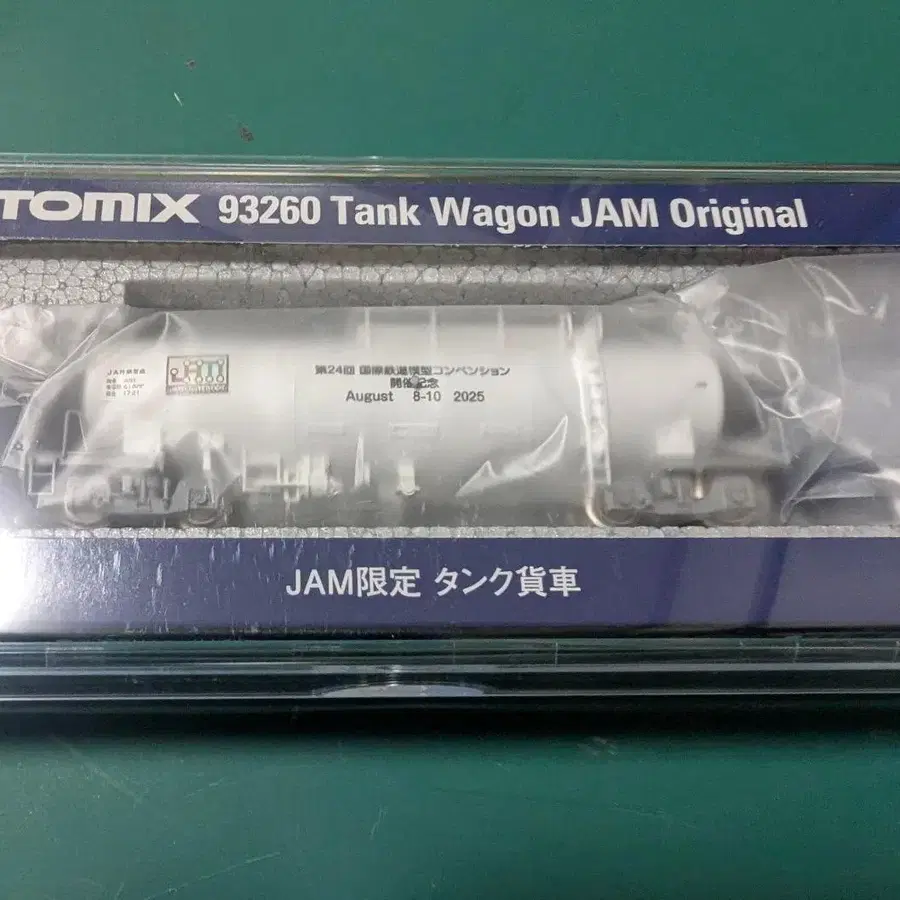 TOMIX 93260 Tank Wagon JAM Original
第24回 国際鉄道模型コンベンション
開催記念
August 8-10 2025
JAM限定 タンク貨車